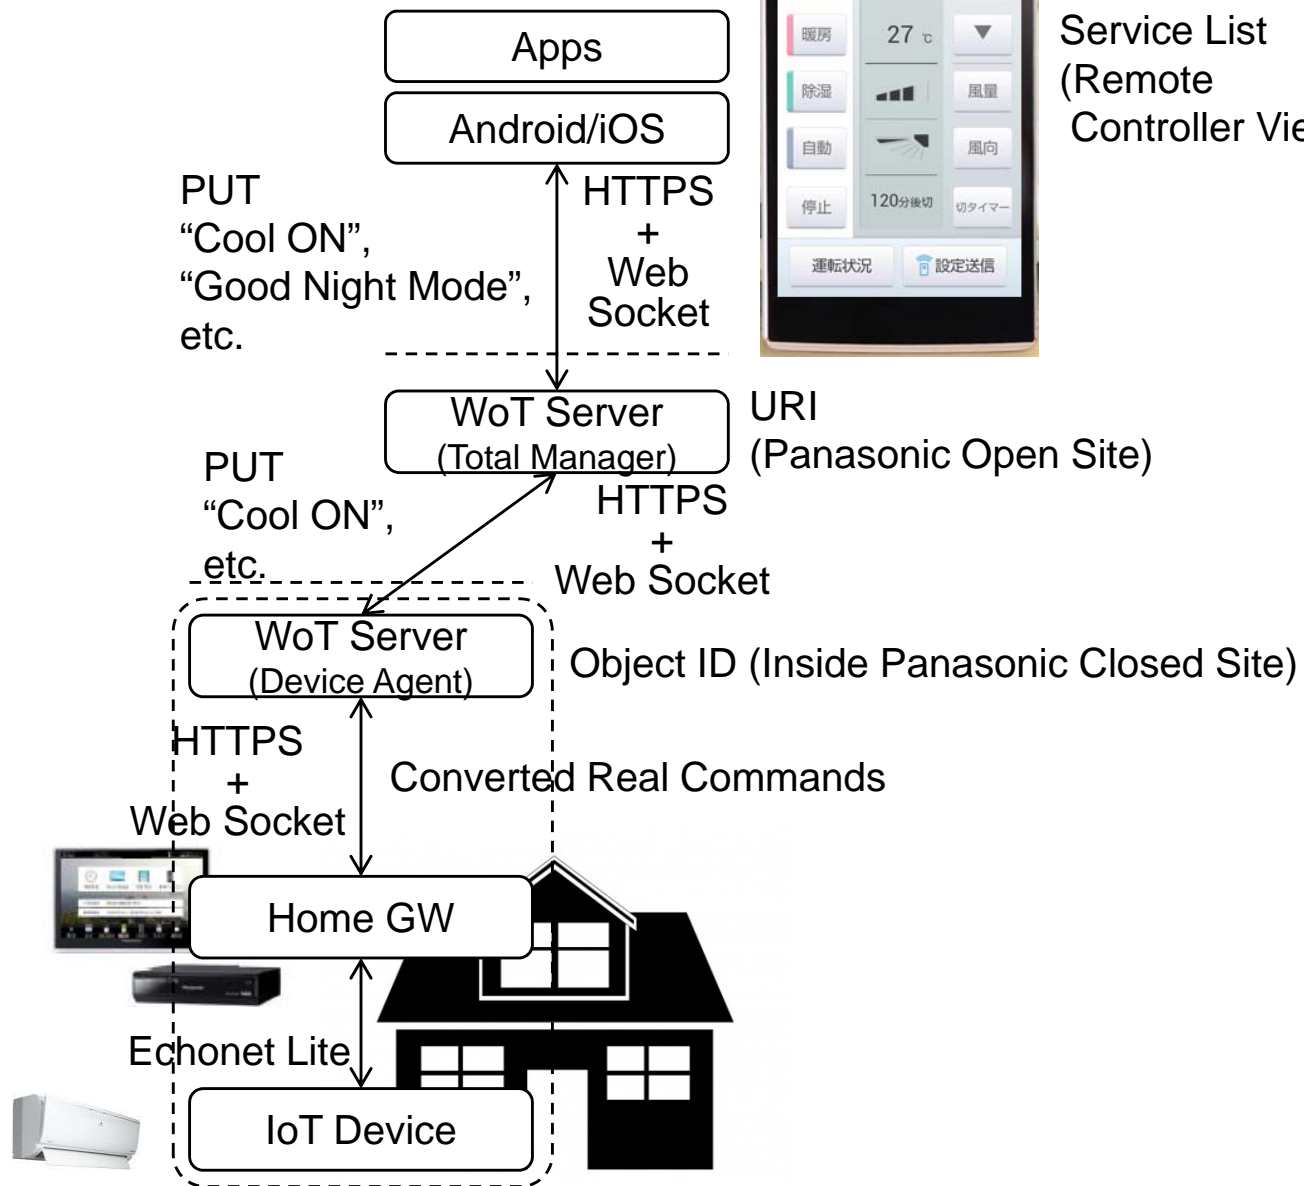 Apps
Android/iOS
暖房
27 ℃
▼
除湿
風量
自動
風向
停止
120分後切
切タイマー
運転状況
設定送信
Service List
(Remote
Controller Vie
PUT
“Cool ON”,
“Good Night Mode”,
etc.
HTTPS
+
Web
Socket
WoT Server
(Total Manager)
URI
(Panasonic Open Site)
PUT
“Cool ON”,
etc.
HTTPS
+
Web Socket
WoT Server
(Device Agent)
Object ID (Inside Panasonic Closed Site)
HTTPS
+
Web Socket
Converted Real Commands
Home GW
Panasonic
Echonet Lite
IoT Device